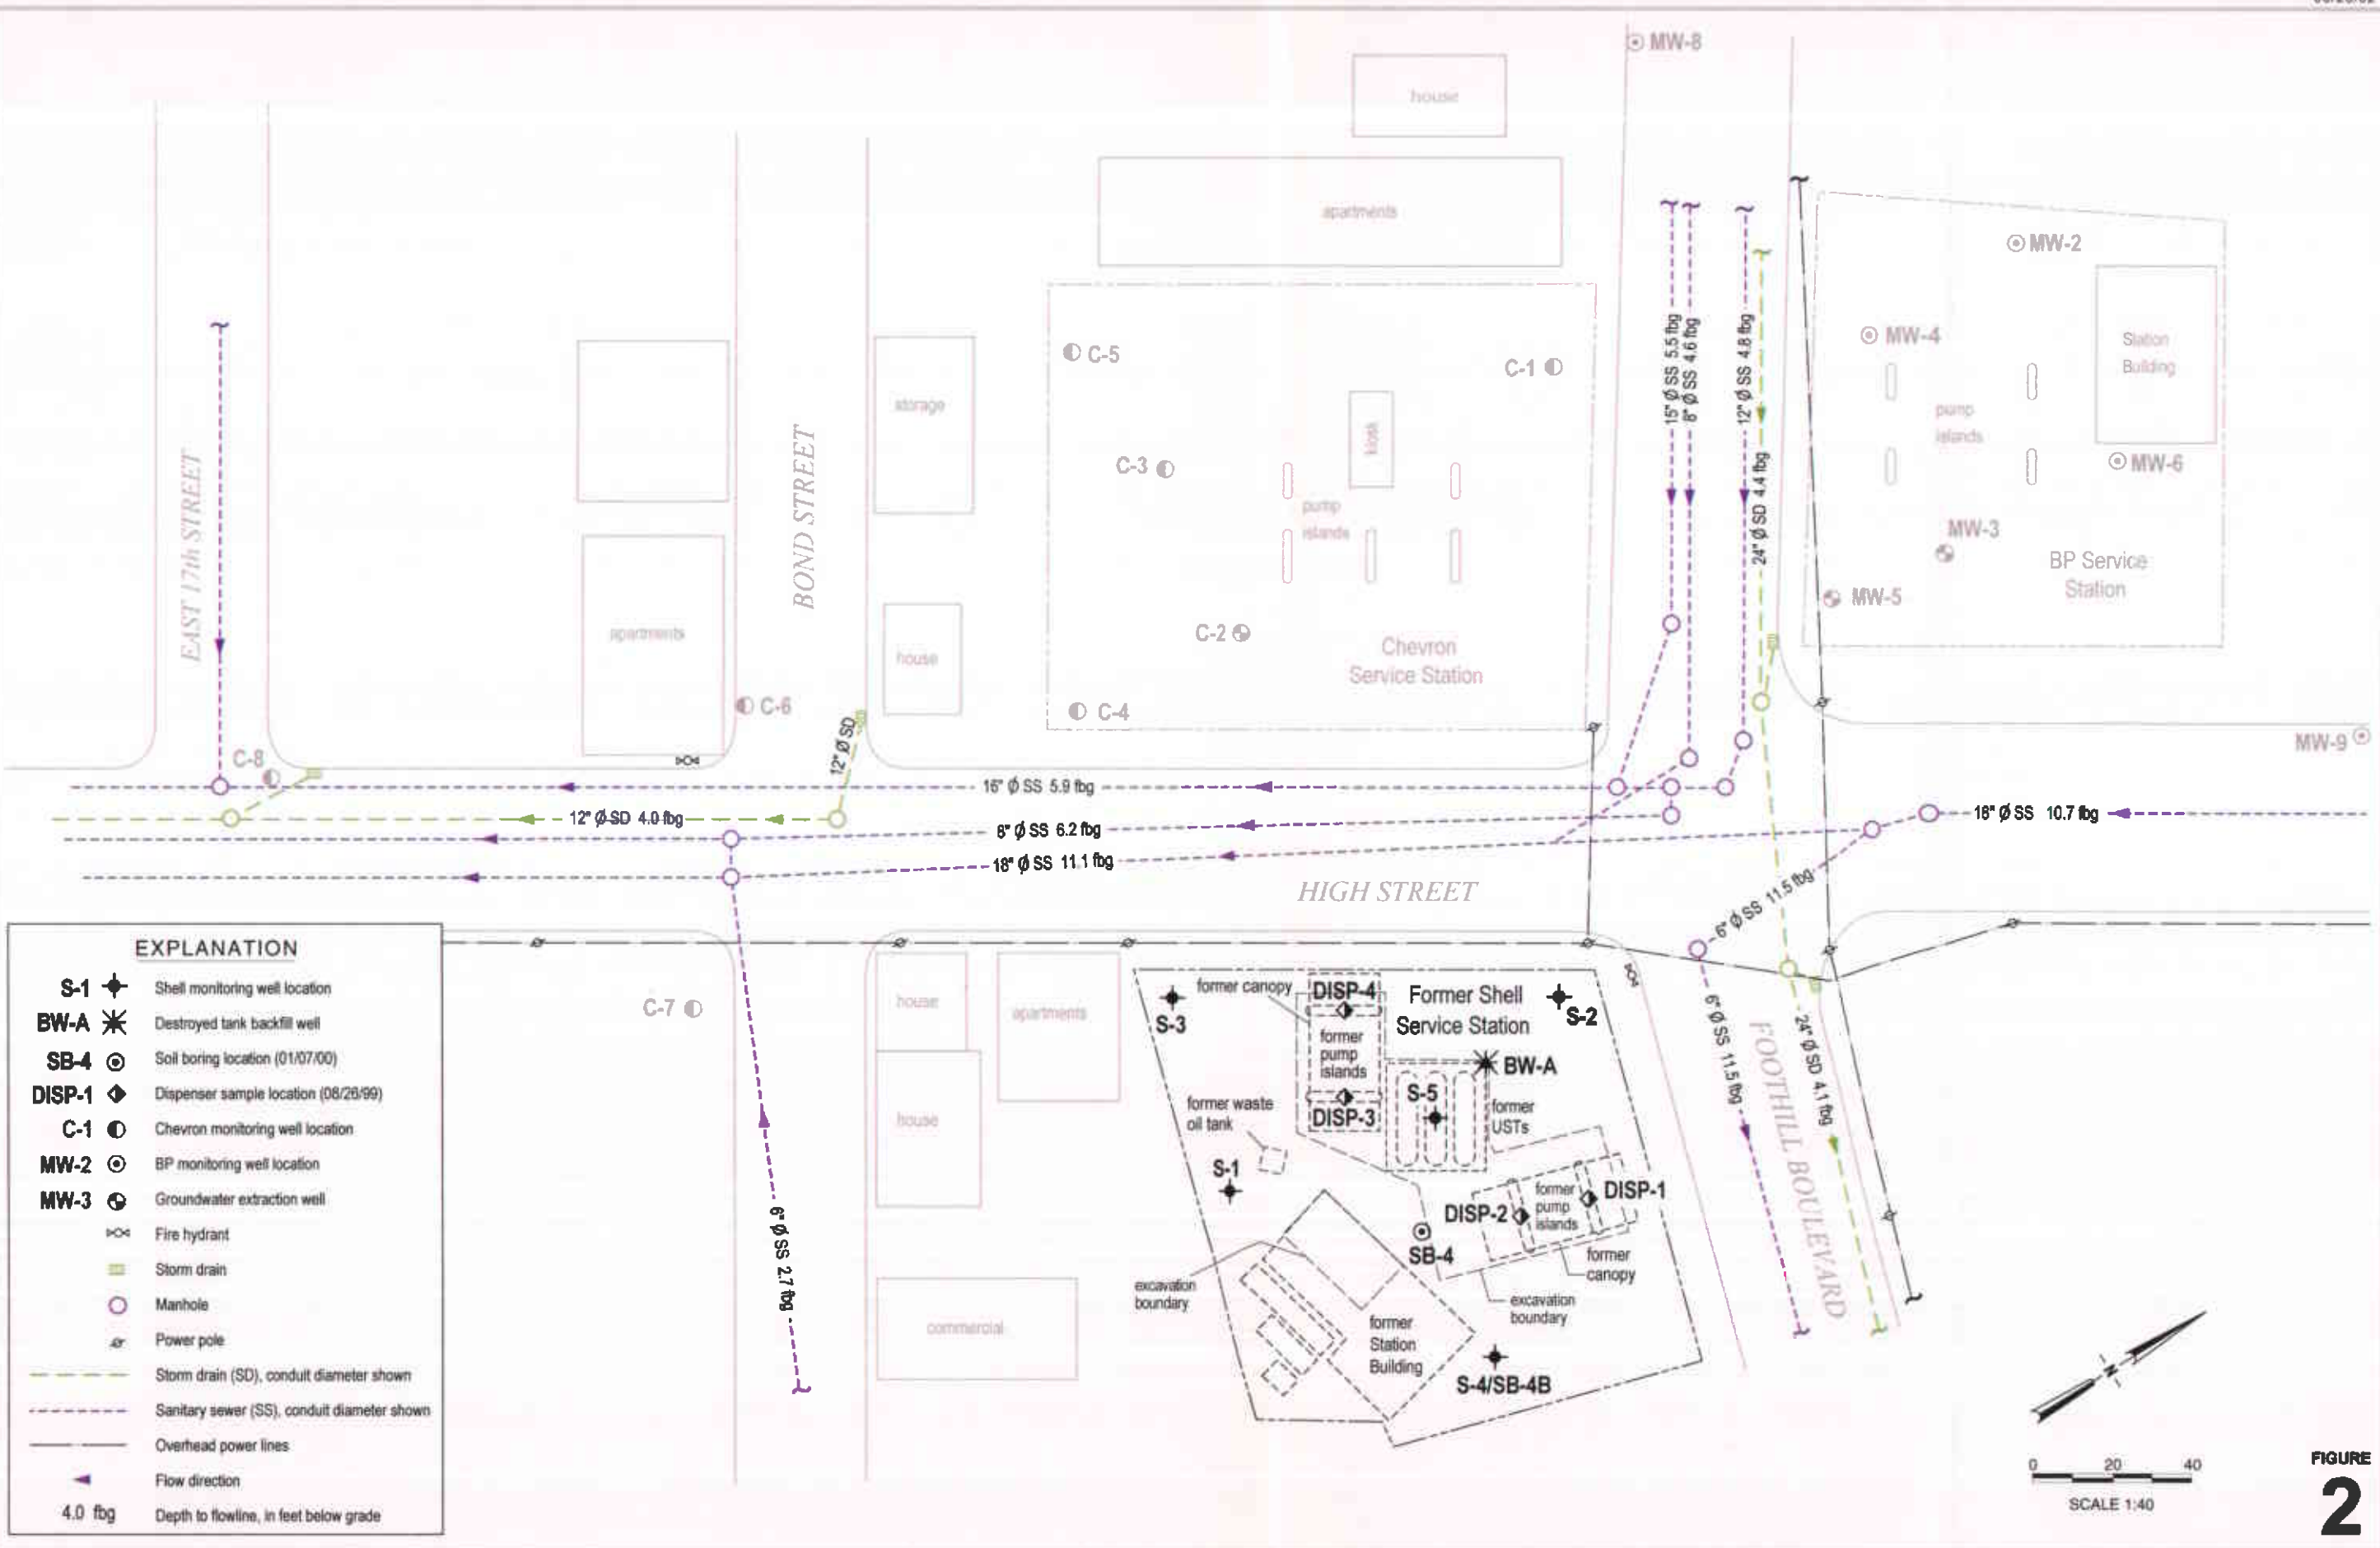 MW-8
house
apartments
MW-2
MW-4
Station
Building
pump
islands
MW-6
MW-3
BP Service
Station
MW-5
MW-9
15" Ø SS 5.5 fbg
8" Ø SS 4.6 fbg
12" Ø SS 4.8 fbg
24" Ø SD 4.4 fbg
C-5
C-1
kiosk
C-3
pump
islands
C-2
Chevron
Service Station
C-4
storage
house
BOND STREET
EAST 17th STREET
apartments
C-6
C-8
12" Ø SD
16" Ø SS 5.9 fbg
12" Ø SD 4.0 fbg
8" Ø SS 6.2 fbg
18" Ø SS 11.1 fbg
18" Ø SS 10.7 fbg
HIGH STREET
6" Ø SS 11.5 fbg
6" Ø SS 11.5 fbg
24" Ø SD 4.1 fbg
FOOTHILL BOULEVARD
C-7
6" Ø SS 2.7 fbg
house
apartments
house
commercial
former canopy
DISP-4
Former Shell
Service Station
S-2
S-3
former
pump
islands
BW-A
S-5
former
USTs
DISP-3
former waste
oil tank
S-1
DISP-1
DISP-2
former
pump
islands
SB-4
former
canopy
excavation
boundary
excavation
boundary
former
Station
Building
S-4/SB-4B
EXPLANATION
S-1 Shell monitoring well location
BW-A Destroyed tank backfill well
SB-4 Soil boring location (01/07/00)
DISP-1 Dispenser sample location (08/26/99)
C-1 Chevron monitoring well location
MW-2 BP monitoring well location
MW-3 Groundwater extraction well
Fire hydrant
Storm drain
Manhole
Power pole
Storm drain (SD), conduit diameter shown
Sanitary sewer (SS), conduit diameter shown
Overhead power lines
Flow direction
4.0 fbg Depth to flowline, in feet below grade
N
0 20 40
SCALE 1:40
FIGURE
2